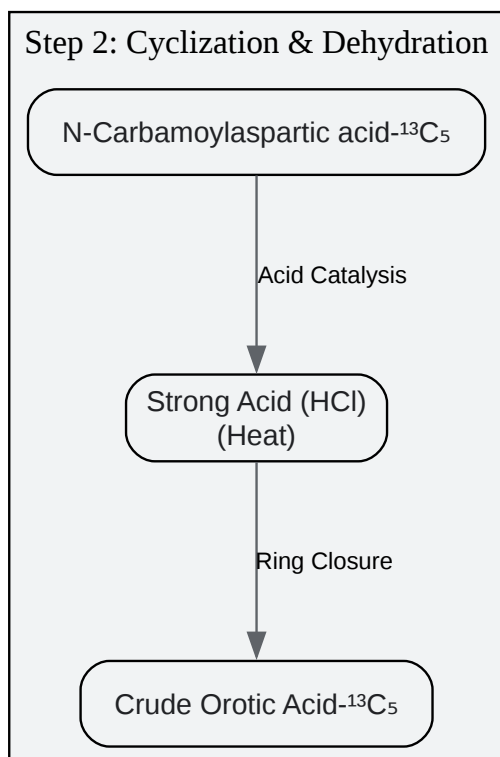 Step 2: Cyclization & Dehydration
N-Carbamoylaspartic acid-¹³C₅
Acid Catalysis
Strong Acid (HCl)
(Heat)
Ring Closure
Crude Orotic Acid-¹³C₅